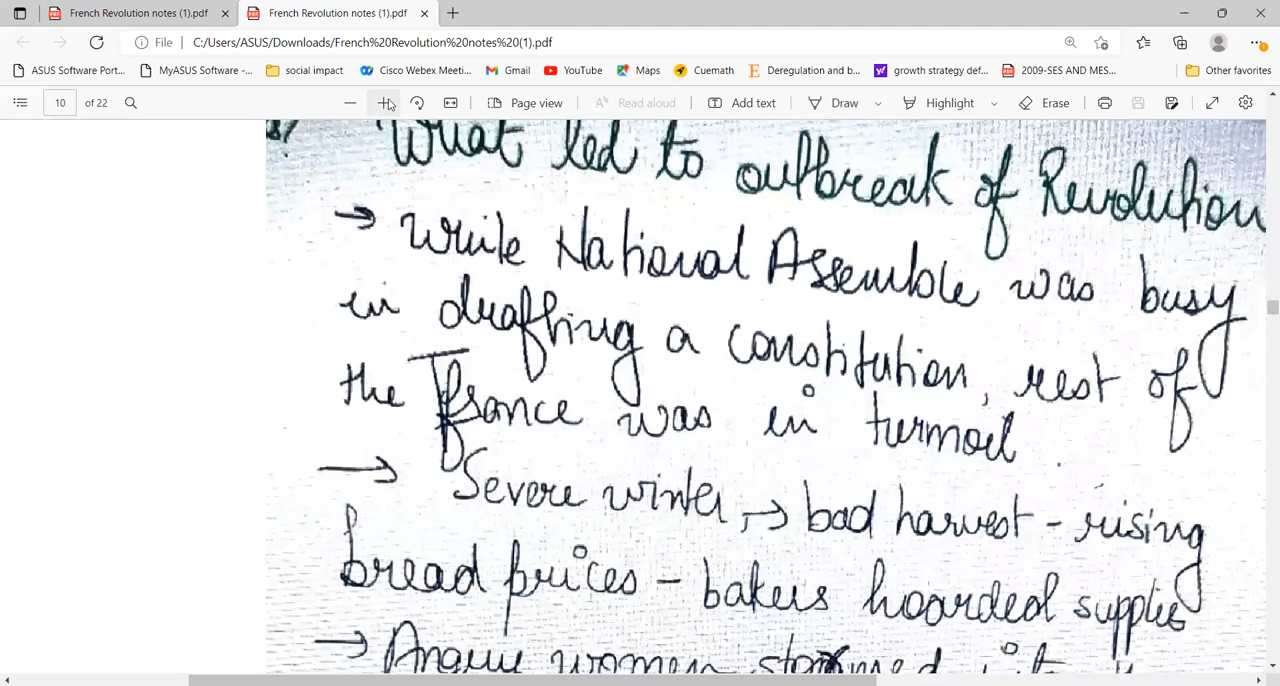 French Revolution notes (1).pdf
French Revolution notes (1).pdf
File
C:/Users/ASUS/Downloads/French%20Revolution%20notes%20(1).pdf
ASUS Software Port...
MyASUS Software -...
social impact
Cisco Webex Meeti...
Gmail
YouTube
Maps
Cuemath
Deregulation and b...
growth strategy def...
2009-SES AND MES...
Other favorites
10 of 22
Page view
Read aloud
Add text
Draw
Highlight
Erase
What led to outbreak of Revolution
→ While National Assemble was busy
in drafting a constitution, rest of
the France was in turmoil.
→ Severe winter, → bad harvest - rising
bread prices - bakers hoarded supplies
→ Angry women stormed